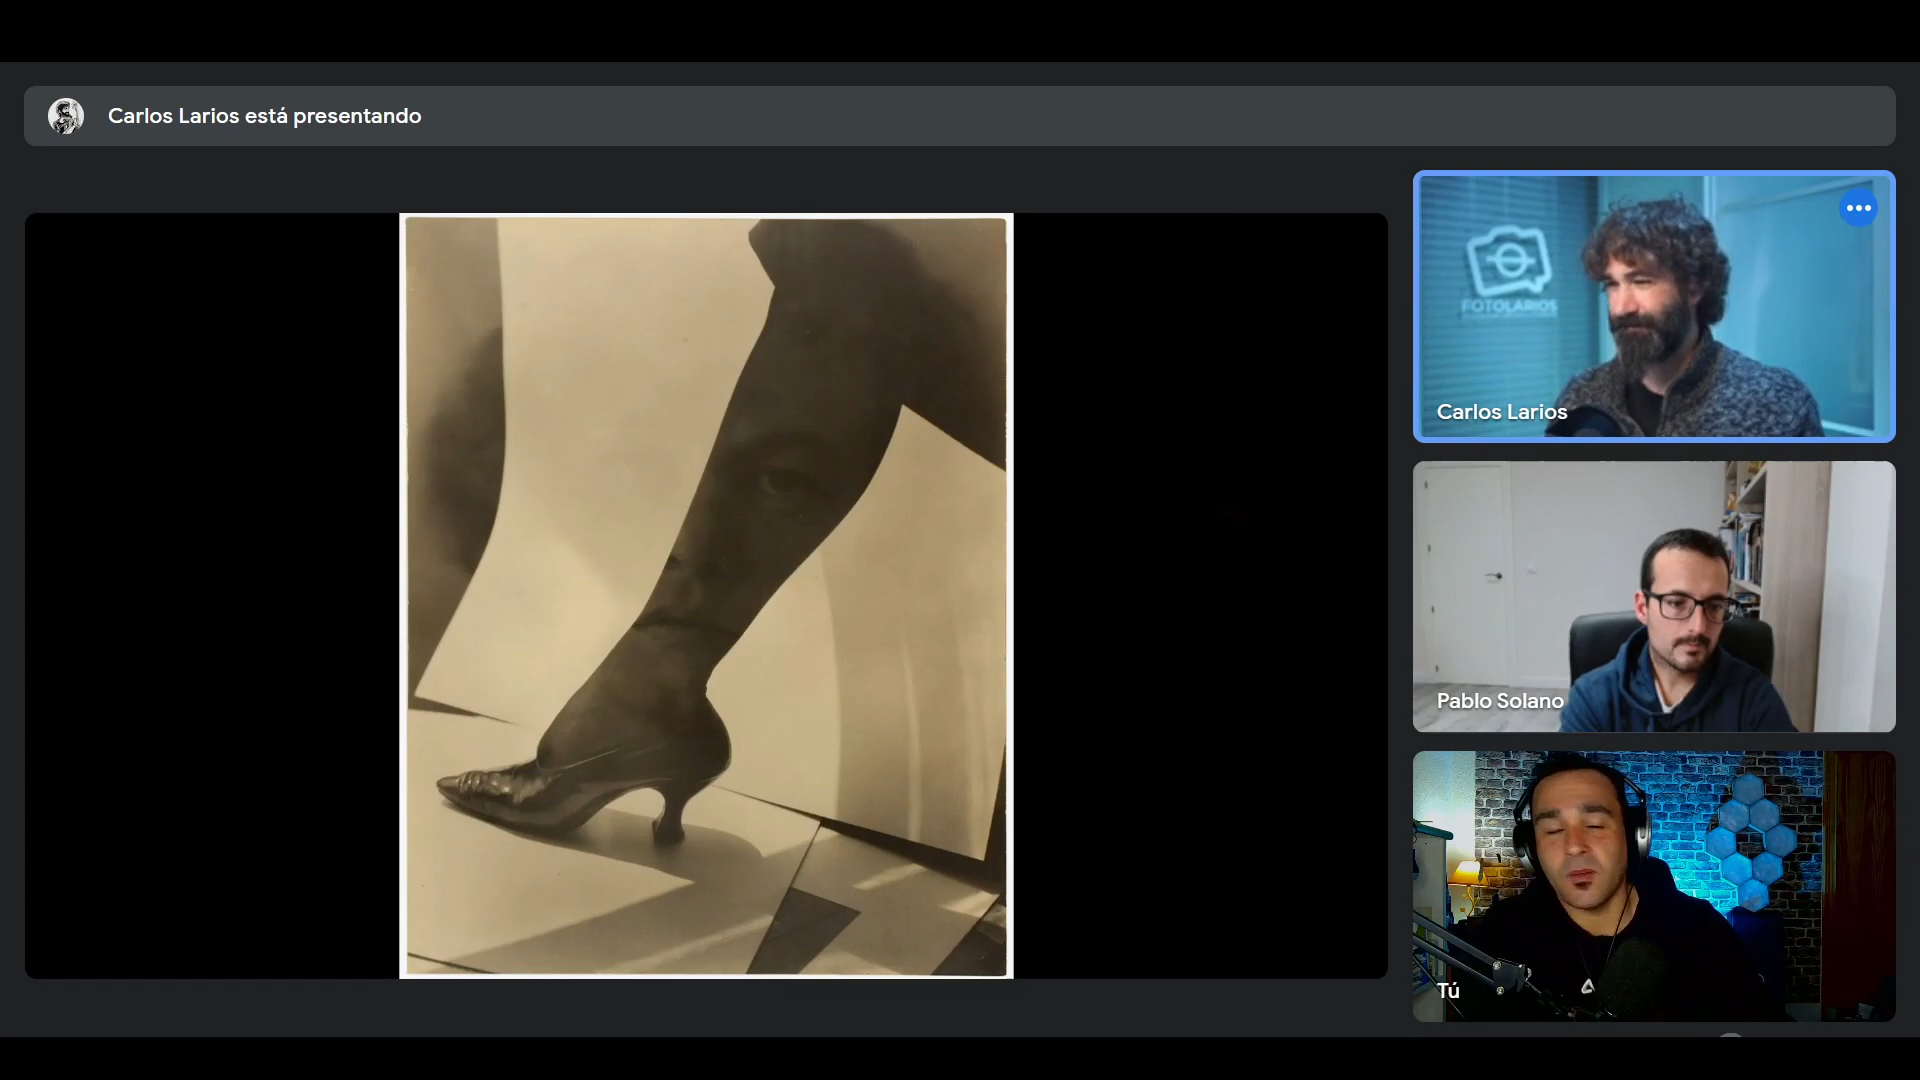 Carlos Larios está presentando
FOTOLARIOS
Carlos Larios
Pablo Solano
Tú